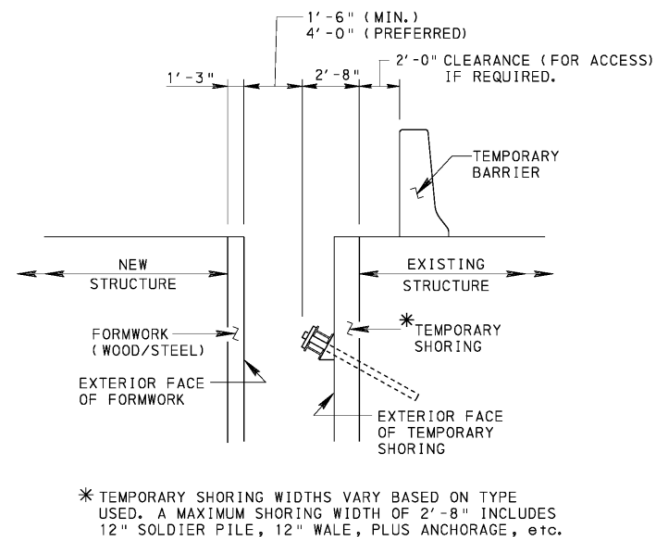 1'-6" (MIN.)
4'-0" (PREFERRED)
1'-3"
2'-8"
2'-0" CLEARANCE (FOR ACCESS)
IF REQUIRED.
TEMPORARY
BARRIER
NEW
STRUCTURE
EXISTING
STRUCTURE
FORMWORK
(WOOD/STEEL)
* TEMPORARY
SHORING
EXTERIOR FACE
OF FORMWORK
EXTERIOR FACE
OF TEMPORARY
SHORING
* TEMPORARY SHORING WIDTHS VARY BASED ON TYPE
USED. A MAXIMUM SHORING WIDTH OF 2'-8" INCLUDES
12" SOLDIER PILE, 12" WALE, PLUS ANCHORAGE, etc.